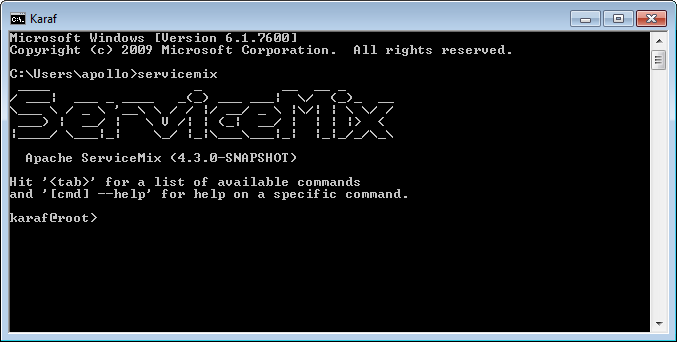 Karaf
Microsoft Windows [Version 6.1.7600]
Copyright (c) 2009 Microsoft Corporation.  All rights reserved.
C:\Users\apollo>servicemix
ServiceMix
Apache ServiceMix (4.3.0-SNAPSHOT)
Hit '<tab>' for a list of available commands
and '[cmd] --help' for help on a specific command.
karaf@root>